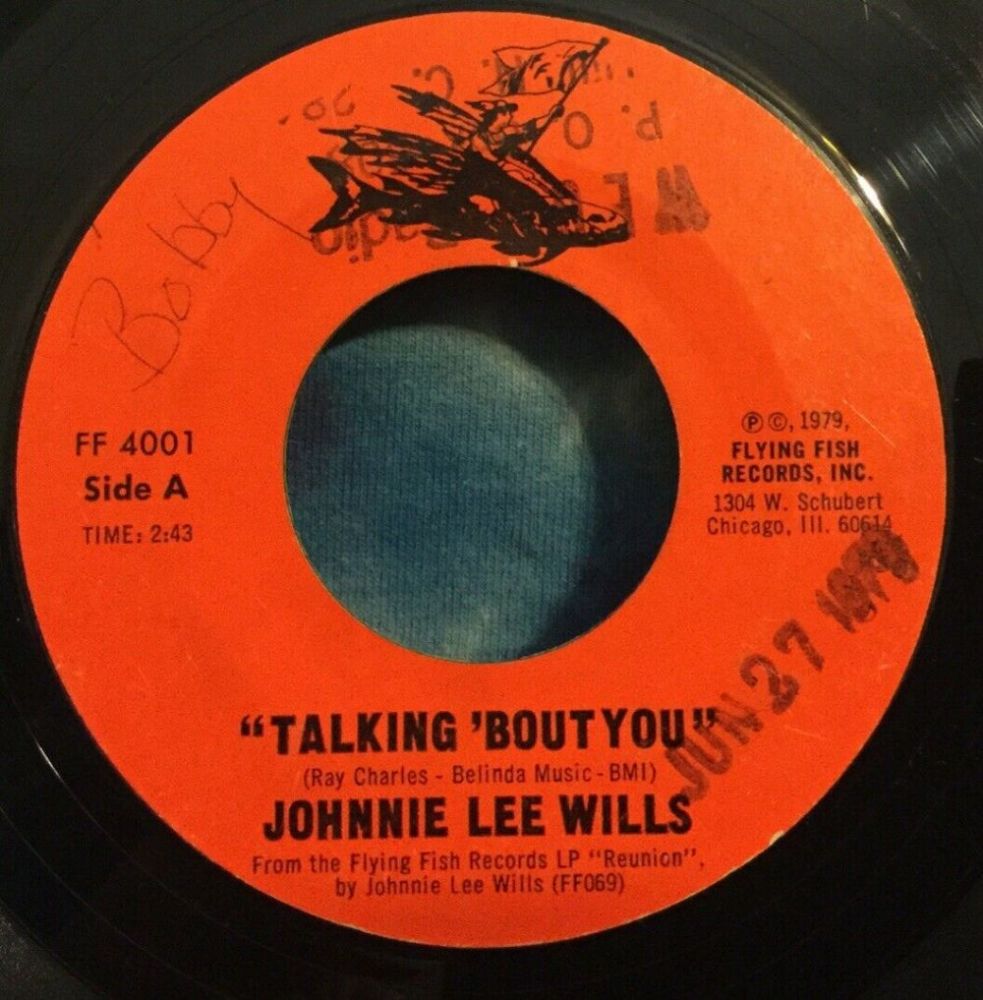 Bobby
P. O.
Radio
FF 4001
Side A
TIME: 2:43
℗ ©, 1979,
FLYING FISH
RECORDS, INC.
1304 W. Schubert
Chicago, Ill. 60614
JUN 27 1979
"TALKING 'BOUT YOU"
(Ray Charles - Belinda Music - BMI)
JOHNNIE LEE WILLS
From the Flying Fish Records LP "Reunion",
by Johnnie Lee Wills (FF069)